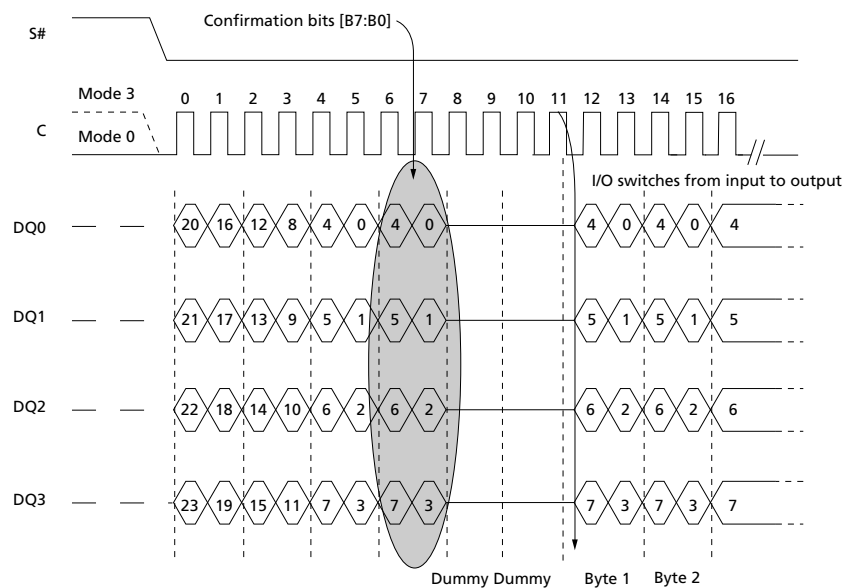 Confirmation bits [B7:B0]
S#
Mode 3
0 1 2 3 4 5 6 7 8 9 10 11 12 13 14 15 16
C
Mode 0
I/O switches from input to output
DQ0 20 16 12 8 4 0 4 0 4 0 4 0 4
DQ1 21 17 13 9 5 1 5 1 5 1 5 1 5
DQ2 22 18 14 10 6 2 6 2 6 2 6 2 6
DQ3 23 19 15 11 7 3 7 3 7 3 7 3 7
Dummy Dummy Byte 1 Byte 2